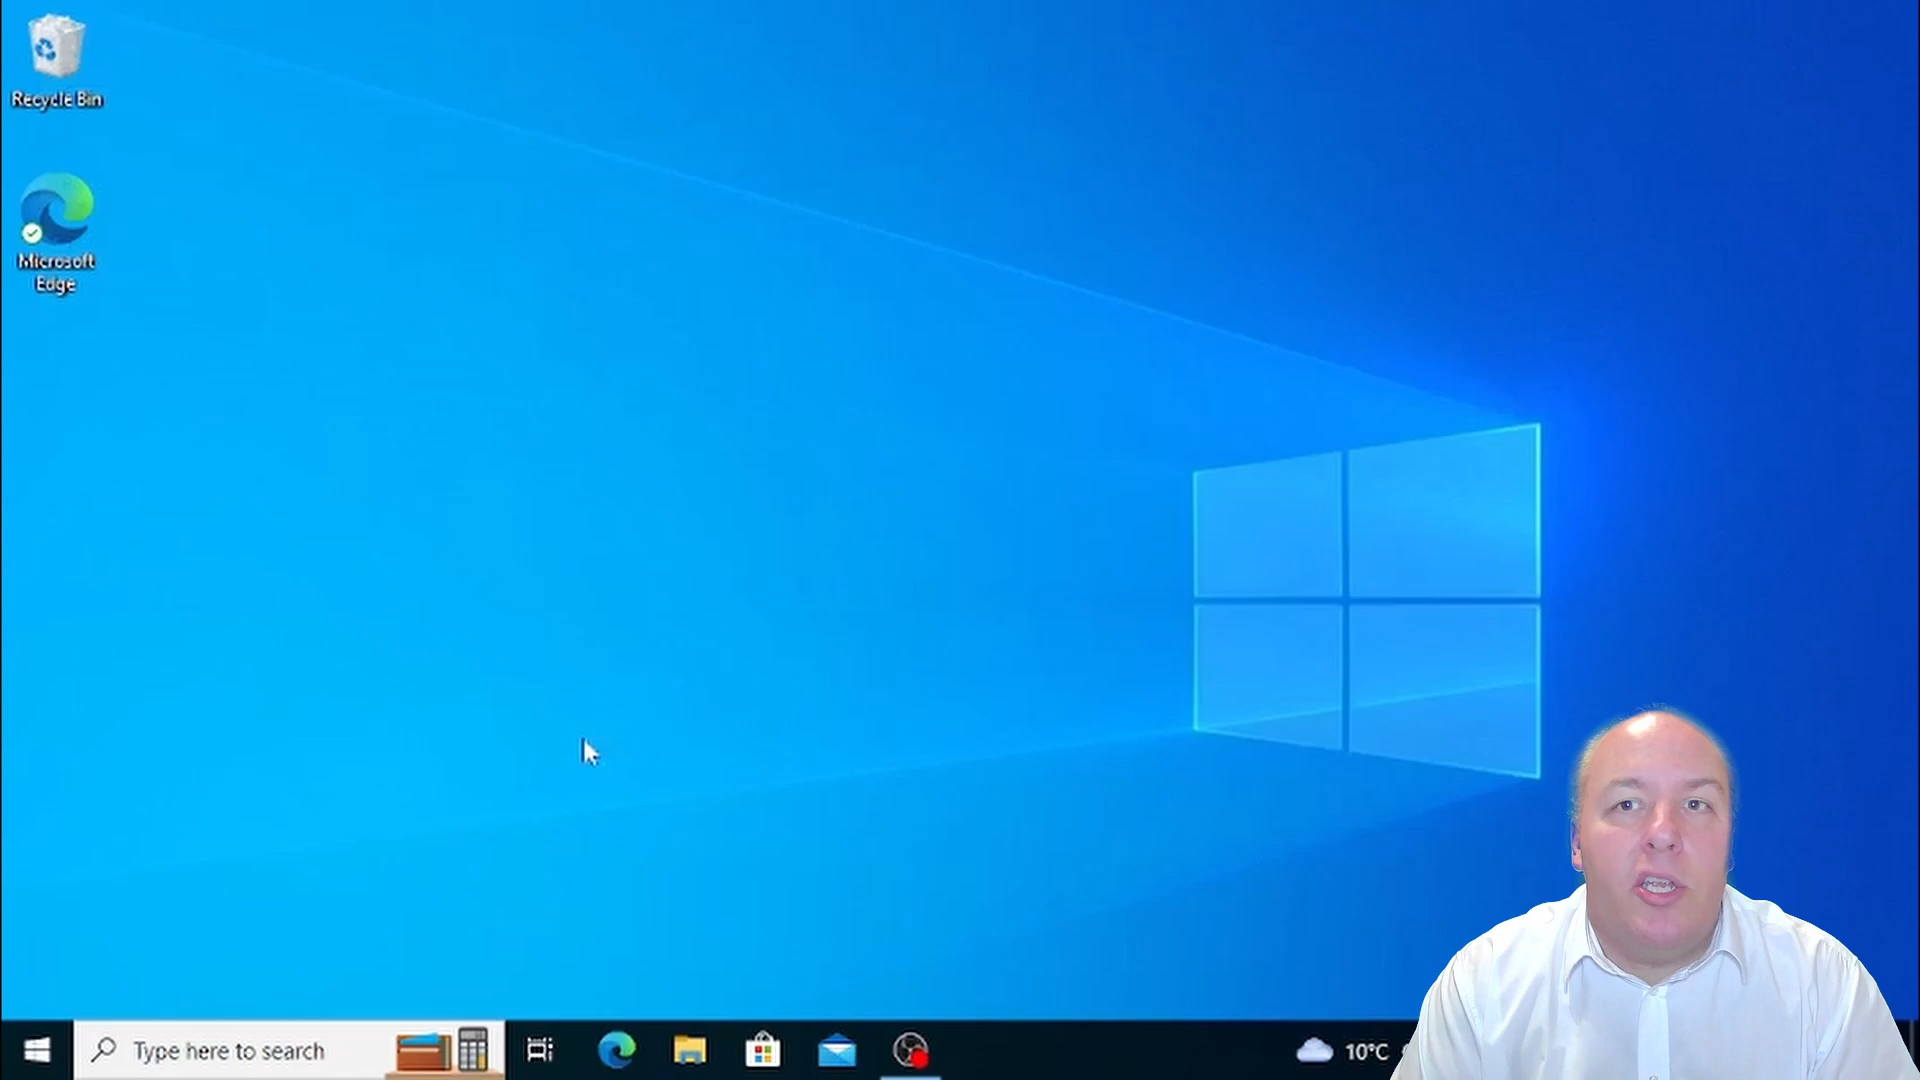 Recycle Bin
Microsoft
Edge
Type here to search
10°C